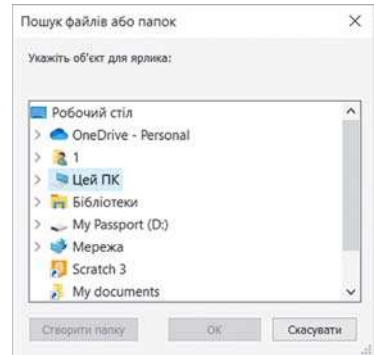 Пошук файлів або папок
Укажіть об'єкт для ярлика:
Робочий стіл
OneDrive - Personal
1
Цей ПК
Бібліотеки
My Passport (D:)
Мережа
Scratch 3
My documents
Створити папку
OK
Скасувати